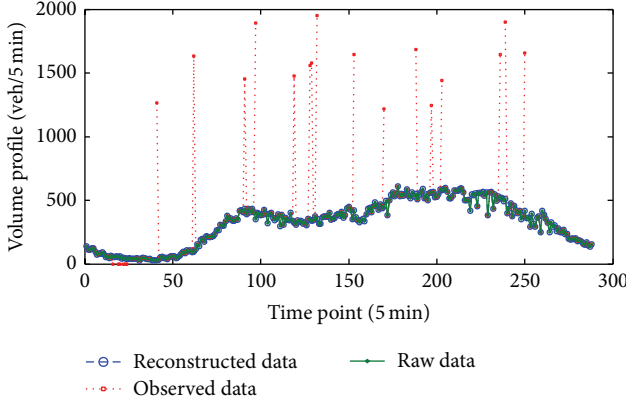 2000
1500
1000
500
0
Volume profile (veh/5 min)
0 50 100 150 200 250 300
Time point (5 min)
Reconstructed data
Raw data
Observed data